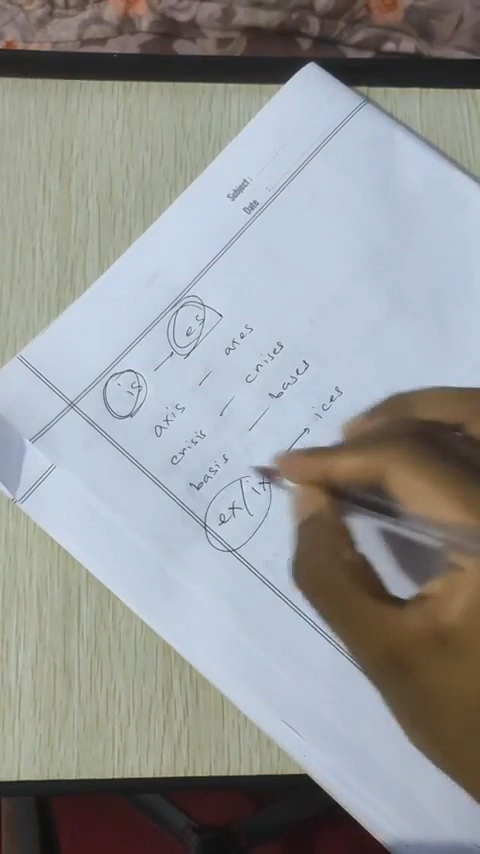 Subject :
Date :
is → es
axis — axes
crisis — crises
basis — bases
ex/ix → ices